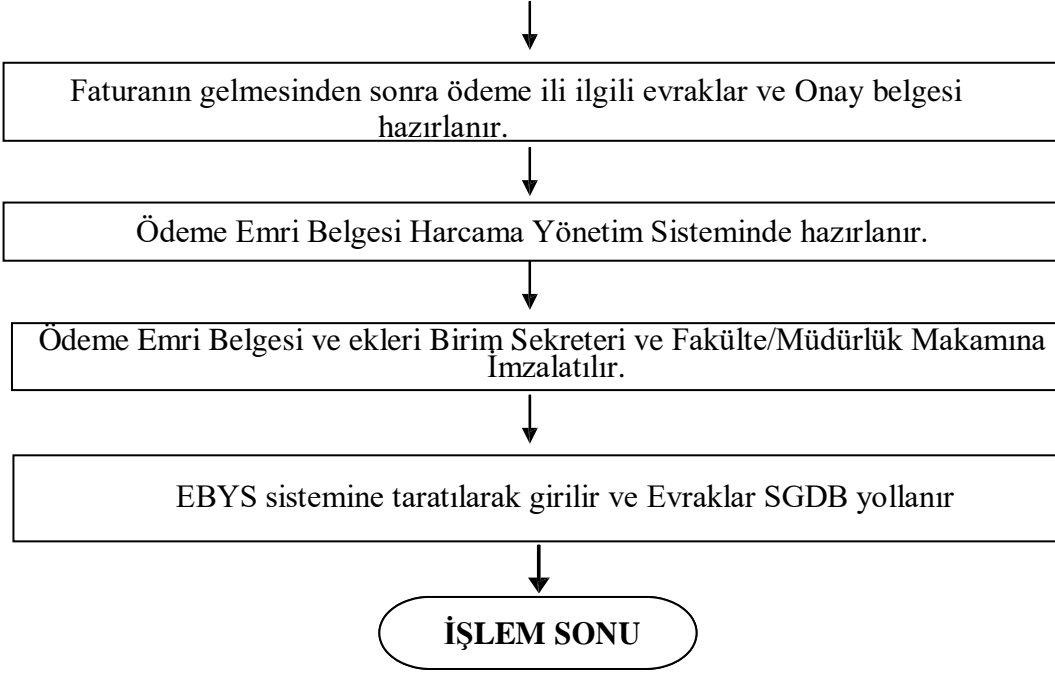 Faturanın gelmesinden sonra ödeme ili ilgili evraklar ve Onay belgesi
hazırlanır.
Ödeme Emri Belgesi Harcama Yönetim Sisteminde hazırlanır.
Ödeme Emri Belgesi ve ekleri Birim Sekreteri ve Fakülte/Müdürlük Makamına
İmzalatılır.
EBYS sistemine taratılarak girilir ve Evraklar SGDB yollanır
İŞLEM SONU